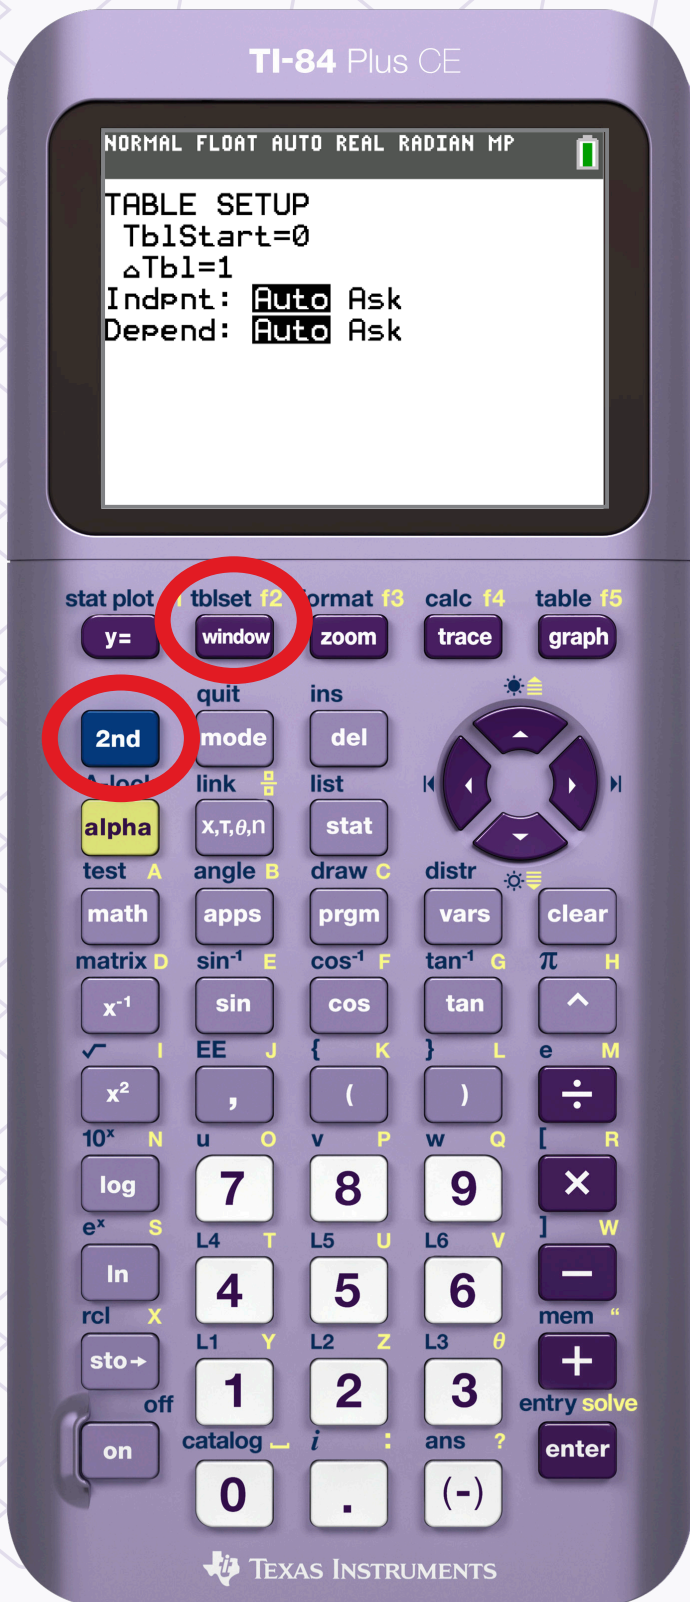 TI-84 Plus CE
NORMAL FLOAT AUTO REAL RADIAN MP
TABLE SETUP
TblStart=0
△Tbl=1
Indpnt: Auto Ask
Depend: Auto Ask
stat plot tblset f2 format f3 calc f4 table f5
y= window zoom trace graph
quit ins
2nd mode del
A-lock link list
alpha x,T,θ,n stat
test A angle B draw C distr
math apps prgm vars clear
matrix D sin⁻¹ E cos⁻¹ F tan⁻¹ G π H
x⁻¹ sin cos tan ^
√ I EE J { K } L e M
x² , ( ) ÷
10ˣ N u O v P w Q [ R
log 7 8 9 ×
eˣ S L4 T L5 U L6 V ] W
ln 4 5 6 −
rcl X L1 Y L2 Z L3 θ mem “
sto→ 1 2 3 +
off catalog ⎵ i : ans ? entry solve
on 0 . (-) enter
TEXAS INSTRUMENTS